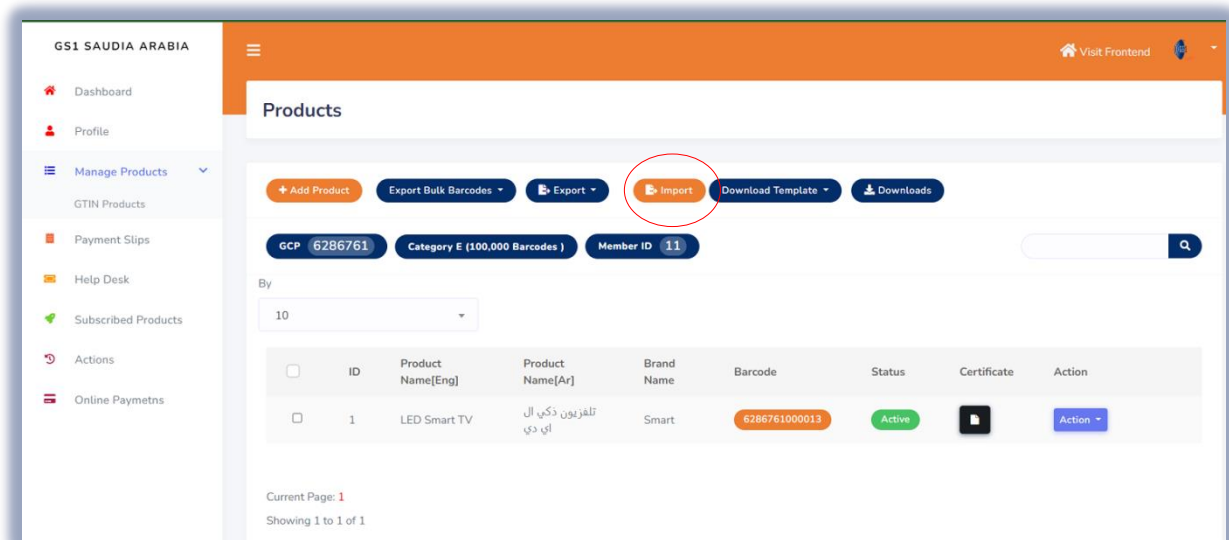 GS1 SAUDIA ARABIA
Visit Frontend
Dashboard
Profile
Manage Products
GTIN Products
Payment Slips
Help Desk
Subscribed Products
Actions
Online Paymetns
Products
+ Add Product
Export Bulk Barcodes
Export
Import
Download Template
Downloads
GCP 6286761
Category E (100,000 Barcodes )
Member ID 11
By
10
ID
Product
Name[Eng]
Product
Name[Ar]
Brand
Name
Barcode
Status
Certificate
Action
1
LED Smart TV
تلفزيون ذكي ال
اي دي
Smart
6286761000013
Active
Action
Current Page: 1
Showing 1 to 1 of 1